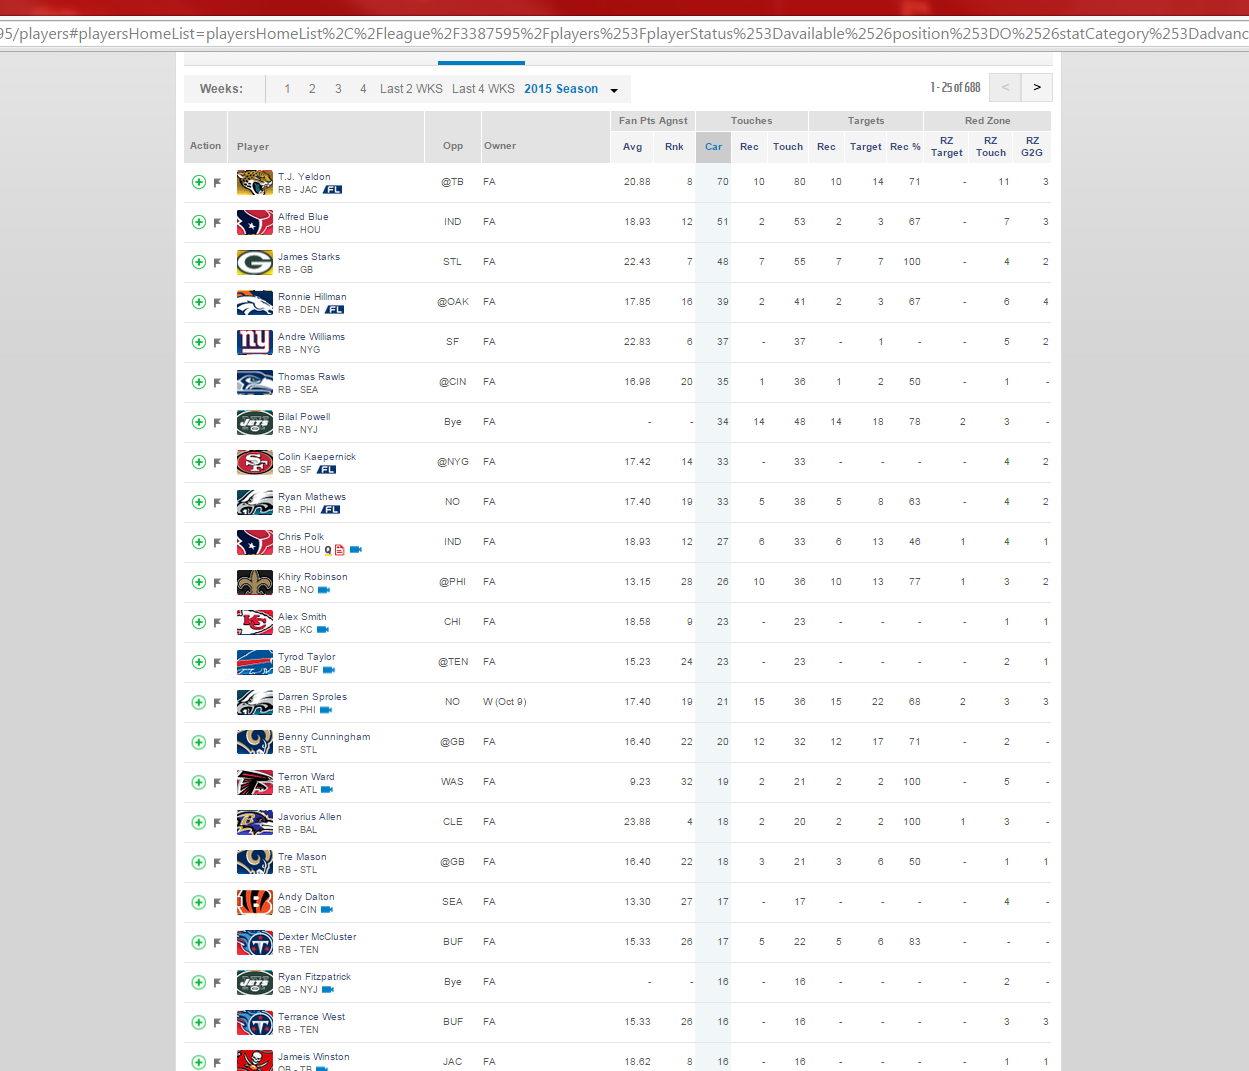 95/players#playersHomeList=playersHomeList%2C%2Fleague%2F3387595%2Fplayers%253FplayerStatus%253Davailable%2526position%253DO%2526statCategory%253Dadvanc
Weeks: 1 2 3 4 Last 2 WKS Last 4 WKS 2015 Season 1 - 25 of 688 < >
Fan Pts Agnst Touches Targets Red Zone
Action Player Opp Owner Avg Rnk Car Rec Touch Rec Target Rec % RZ Target RZ Touch RZ G2G
T.J. Yeldon
RB - JAC FL @TB FA 20.88 8 70 10 80 10 14 71 - 11 3
Alfred Blue
RB - HOU IND FA 18.93 12 51 2 53 2 3 67 - 7 3
James Starks
RB - GB STL FA 22.43 7 48 7 55 7 7 100 - 4 2
Ronnie Hillman
RB - DEN FL @OAK FA 17.85 16 39 2 41 2 3 67 - 6 4
Andre Williams
RB - NYG SF FA 22.83 6 37 - 37 - 1 - - 5 2
Thomas Rawls
RB - SEA @CIN FA 16.98 20 35 1 36 1 2 50 - 1 -
Bilal Powell
RB - NYJ Bye FA - - 34 14 48 14 18 78 2 3 -
Colin Kaepernick
QB - SF FL @NYG FA 17.42 14 33 - 33 - - - - 4 2
Ryan Mathews
RB - PHI FL NO FA 17.40 19 33 5 38 5 8 63 - 4 2
Chris Polk
RB - HOU Q IND FA 18.93 12 27 6 33 6 13 46 1 4 1
Khiry Robinson
RB - NO @PHI FA 13.15 28 26 10 36 10 13 77 1 3 2
Alex Smith
QB - KC CHI FA 18.58 9 23 - 23 - - - - 1 1
Tyrod Taylor
QB - BUF @TEN FA 15.23 24 23 - 23 - - - - 2 1
Darren Sproles
RB - PHI NO W (Oct 9) 17.40 19 21 15 36 15 22 68 2 3 3
Benny Cunningham
RB - STL @GB FA 16.40 22 20 12 32 12 17 71 - 2 -
Terron Ward
RB - ATL WAS FA 9.23 32 19 2 21 2 2 100 - 5 -
Javorius Allen
RB - BAL CLE FA 23.88 4 18 2 20 2 2 100 1 3 -
Tre Mason
RB - STL @GB FA 16.40 22 18 3 21 3 6 50 - 1 1
Andy Dalton
QB - CIN SEA FA 13.30 27 17 - 17 - - - - 4 -
Dexter McCluster
RB - TEN BUF FA 15.33 26 17 5 22 5 6 83 - - -
Ryan Fitzpatrick
QB - NYJ Bye FA - - 16 - 16 - - - - 2 -
Terrance West
RB - TEN BUF FA 15.33 26 16 - 16 - - - - 3 3
Jameis Winston
QB - TB JAC FA 18.62 8 16 - 16 - - - - 1 1